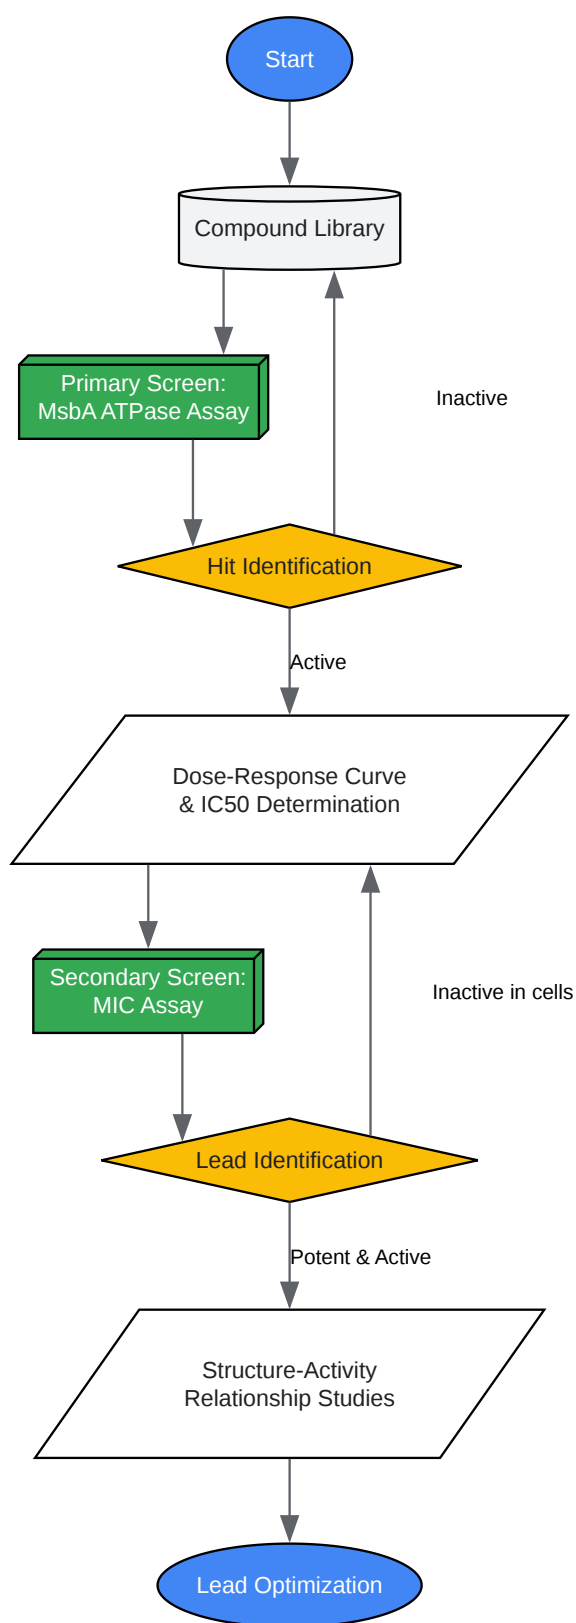 Start
Compound Library
Primary Screen:
MsbA ATPase Assay
Inactive
Hit Identification
Active
Dose-Response Curve
& IC50 Determination
Secondary Screen:
MIC Assay
Inactive in cells
Lead Identification
Potent & Active
Structure-Activity
Relationship Studies
Lead Optimization